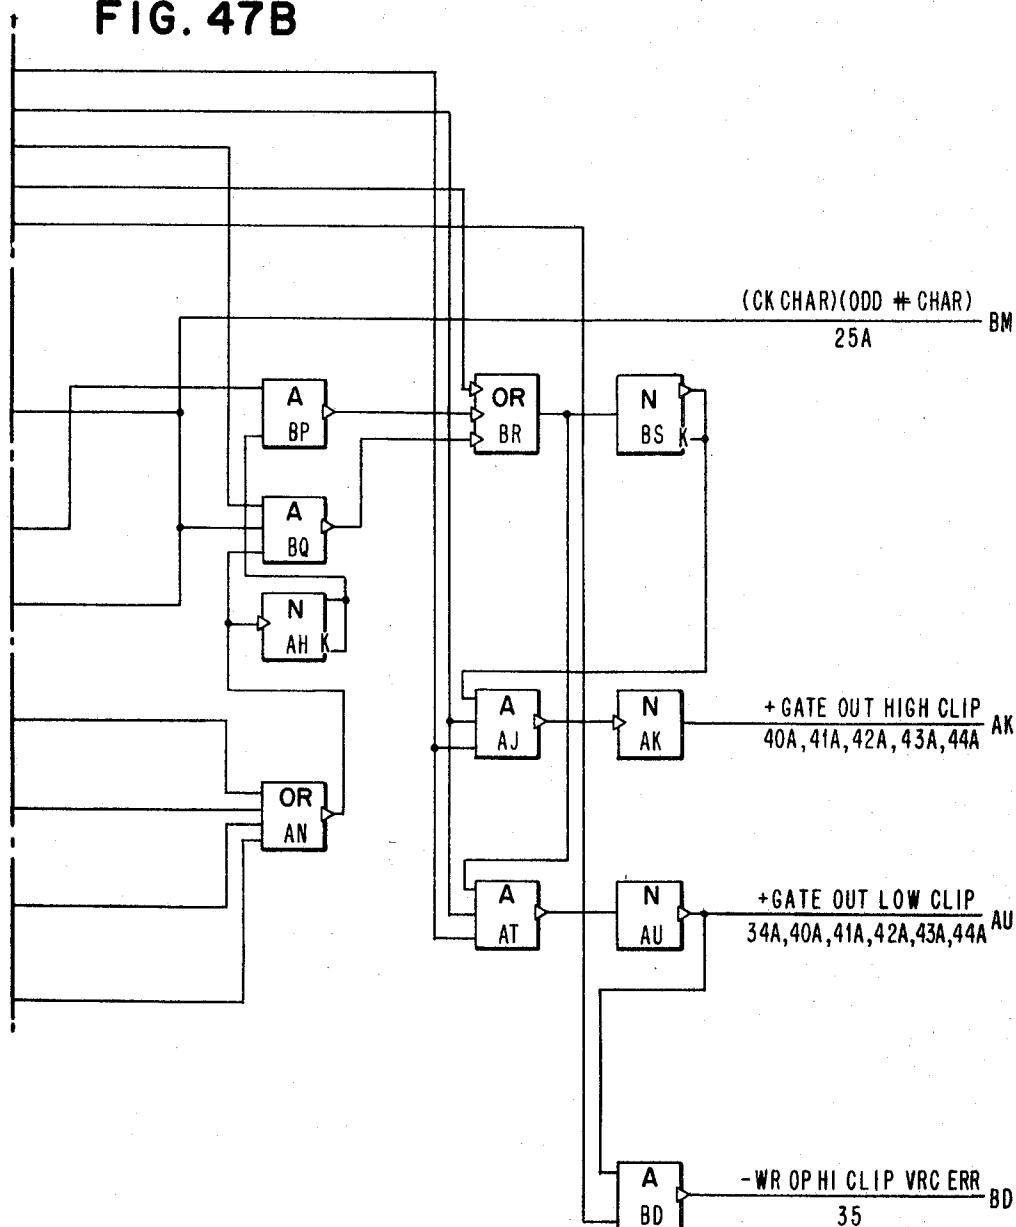 FIG. 47B
(CK CHAR)(ODD # CHAR)
BM
25A
A
BP
OR
BR
N
BS
K
A
BQ
N
AH
K
A
AJ
N
AK
+GATE OUT HIGH CLIP
AK
40A,41A,42A,43A,44A
OR
AN
A
AT
N
AU
+GATE OUT LOW CLIP
AU
34A,40A,41A,42A,43A,44A
A
BD
-WR OP HI CLIP VRC ERR
BD
35